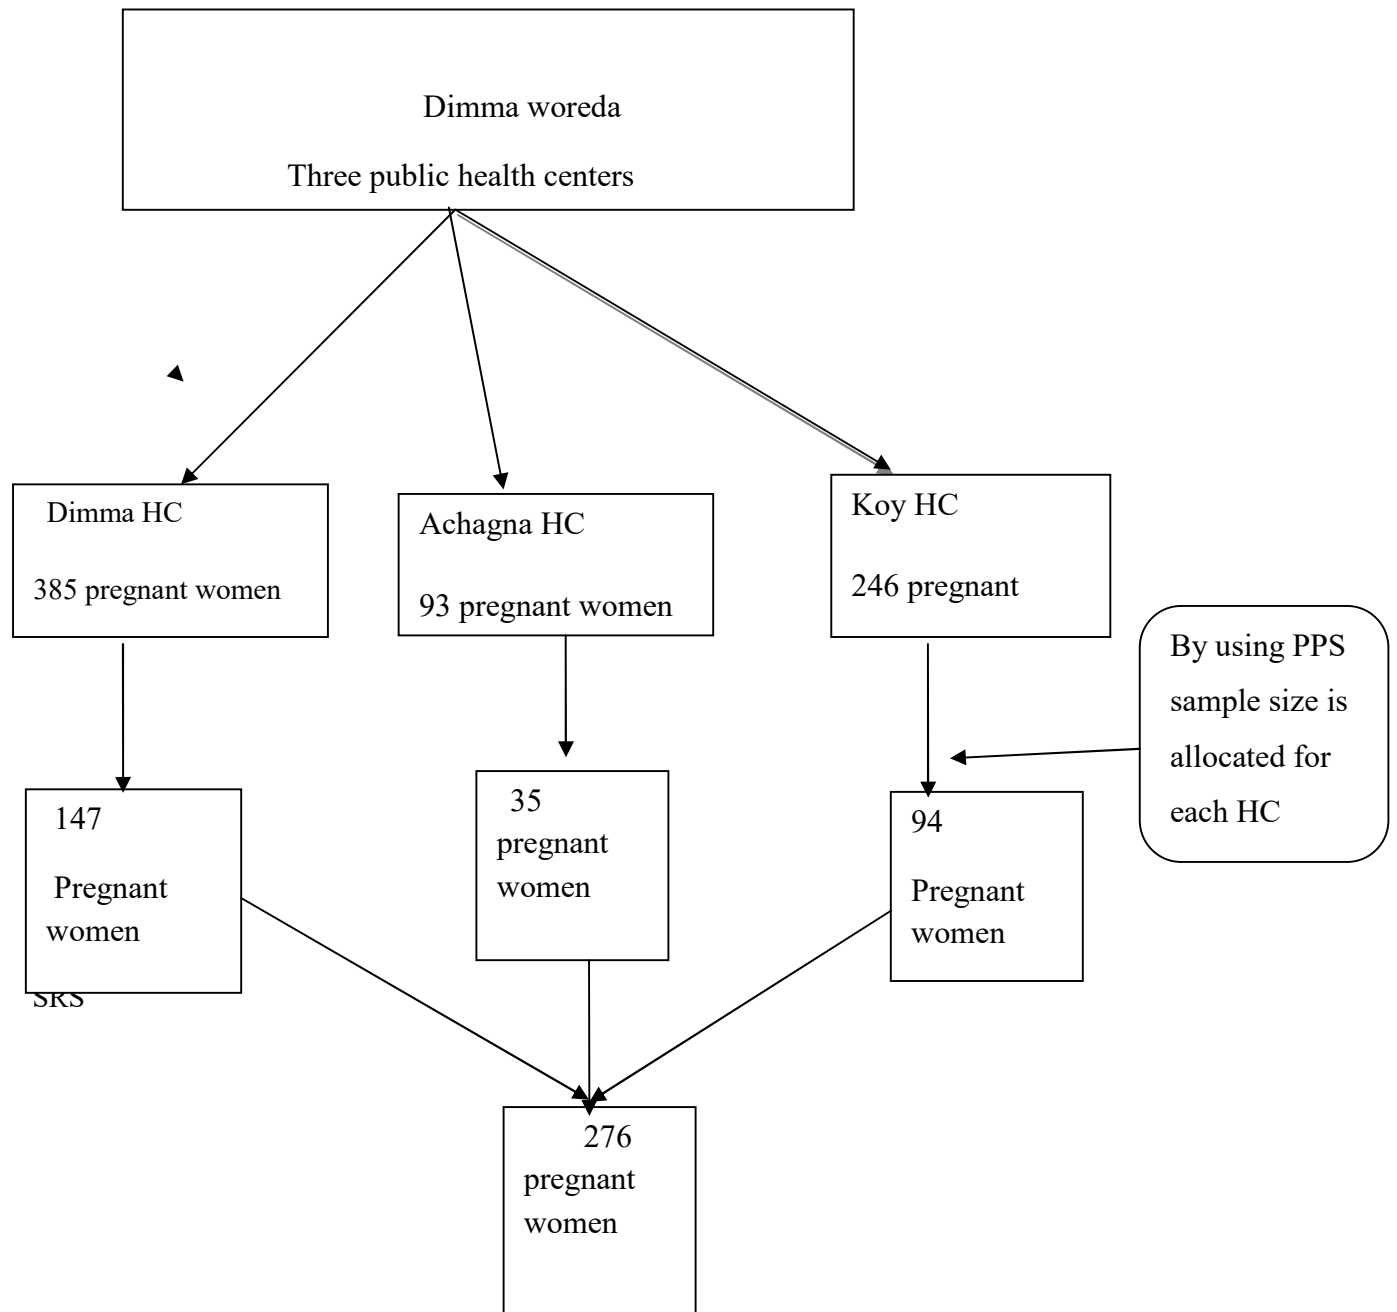 Dimma woreda
Three public health centers
Dimma HC
385 pregnant women
Achagna HC
93 pregnant women
Koy HC
246 pregnant
By using PPS
sample size is
allocated for
each HC
147
Pregnant
women
35
pregnant
women
94
Pregnant
women
SRS
276
pregnant
women